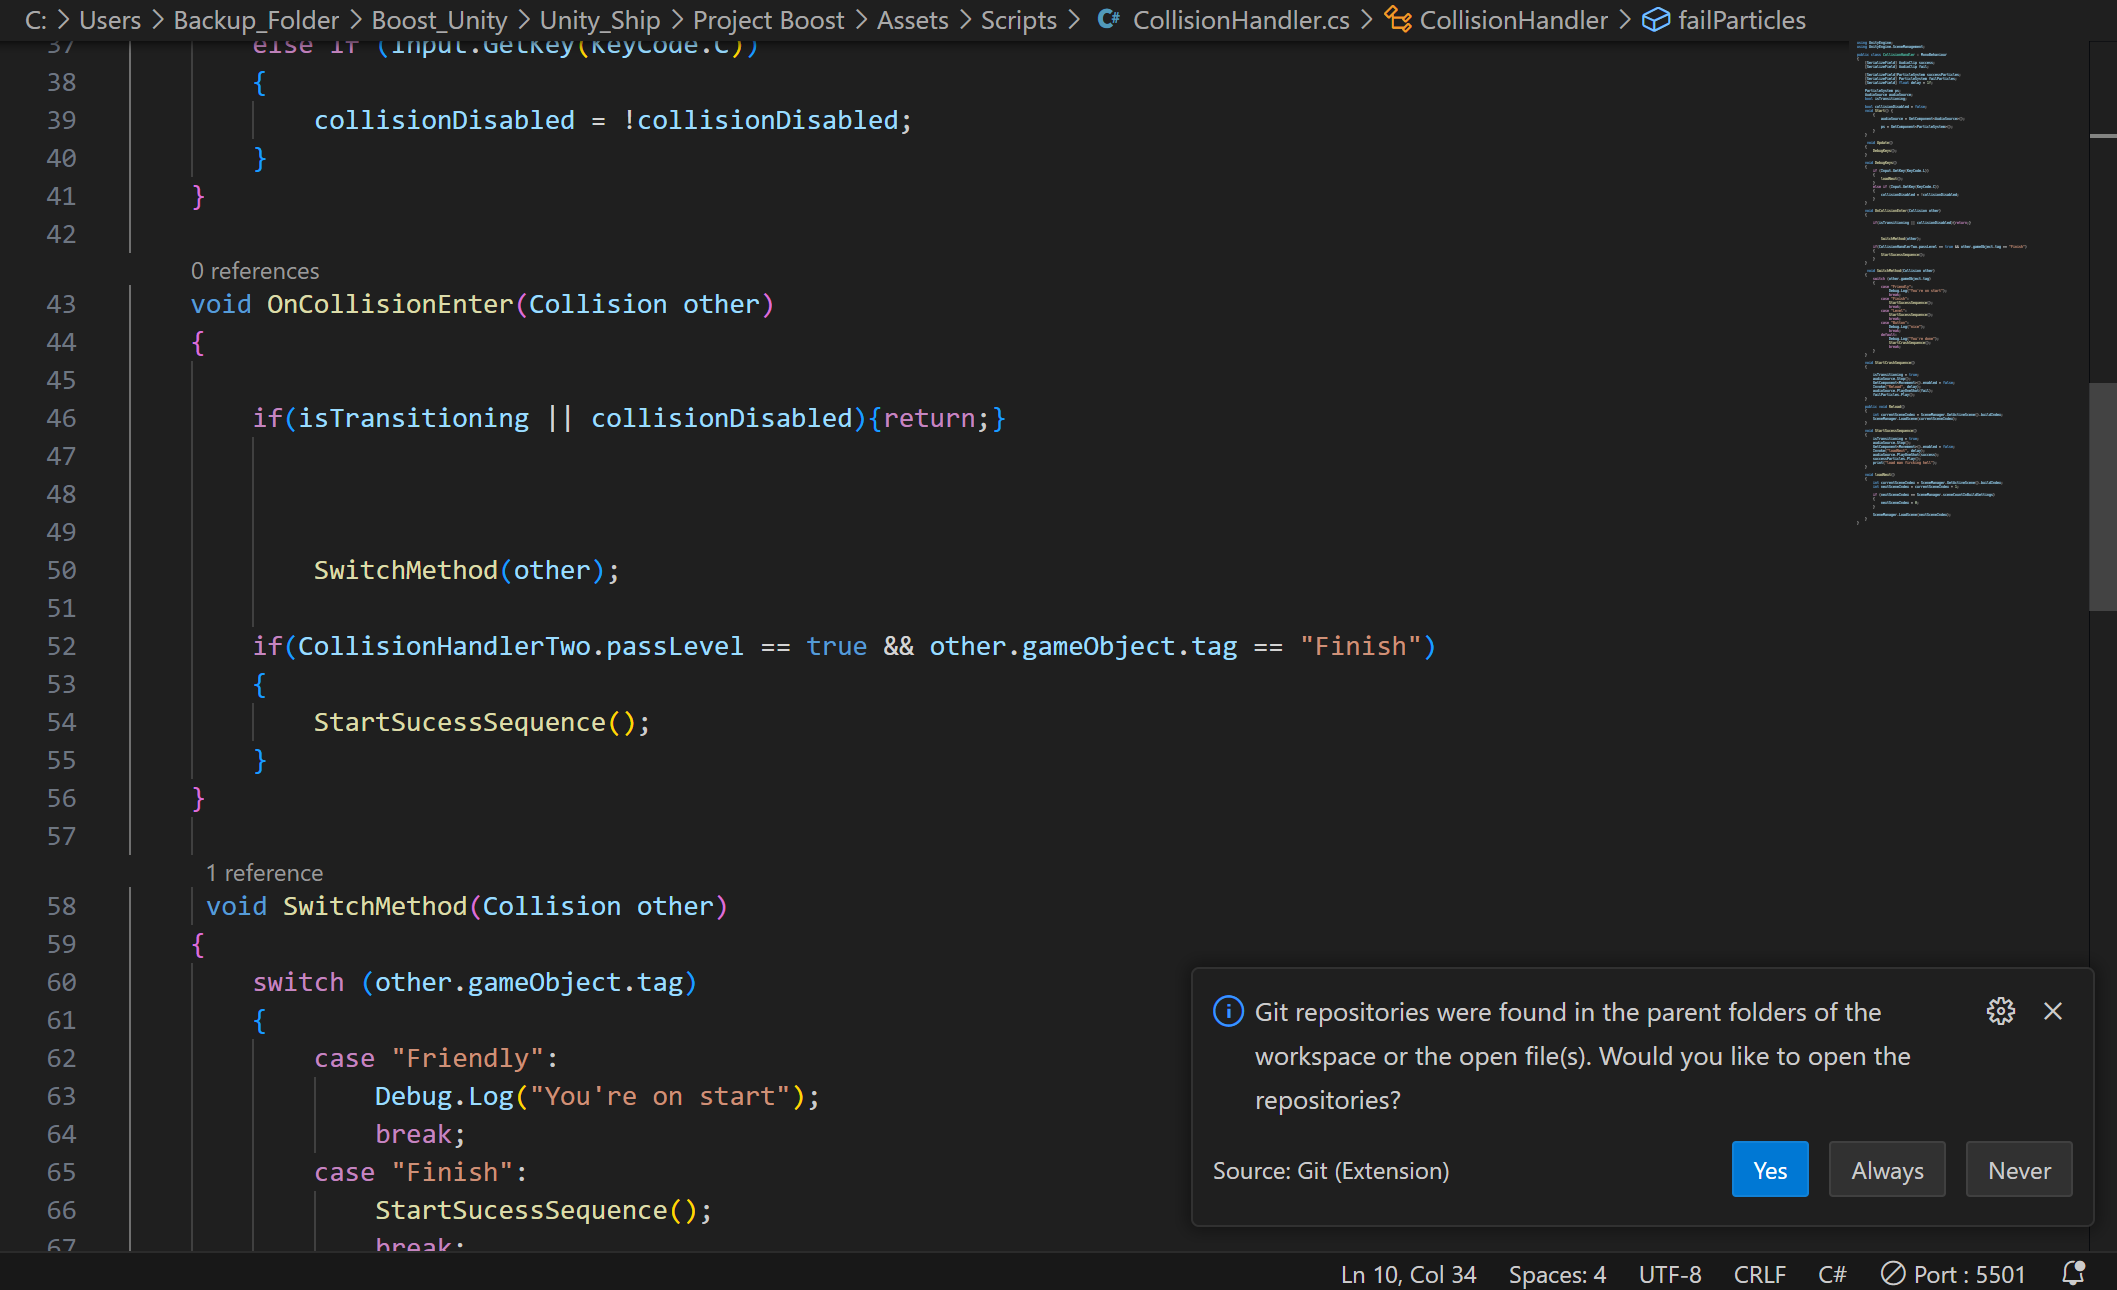 C: > Users > Backup_Folder > Boost_Unity > Unity_Ship > Project Boost > Assets > Scripts > C# CollisionHandler.cs > CollisionHandler > failParticles
37 else if (Input.GetKey(KeyCode.C))
38 {
39 collisionDisabled = !collisionDisabled;
40 }
41 }
42
0 references
43 void OnCollisionEnter(Collision other)
44 {
45
46 if(isTransitioning || collisionDisabled){return;}
47
48
49
50 SwitchMethod(other);
51
52 if(CollisionHandlerTwo.passLevel == true && other.gameObject.tag == "Finish")
53 {
54 StartSucessSequence();
55 }
56 }
57
1 reference
58 void SwitchMethod(Collision other)
59 {
60 switch (other.gameObject.tag)
61 {
62 case "Friendly":
63 Debug.Log("You're on start");
64 break;
65 case "Finish":
66 StartSucessSequence();
67 break;
Git repositories were found in the parent folders of the
workspace or the open file(s). Would you like to open the
repositories?
Source: Git (Extension) Yes Always Never
Ln 10, Col 34 Spaces: 4 UTF-8 CRLF C# Port : 5501